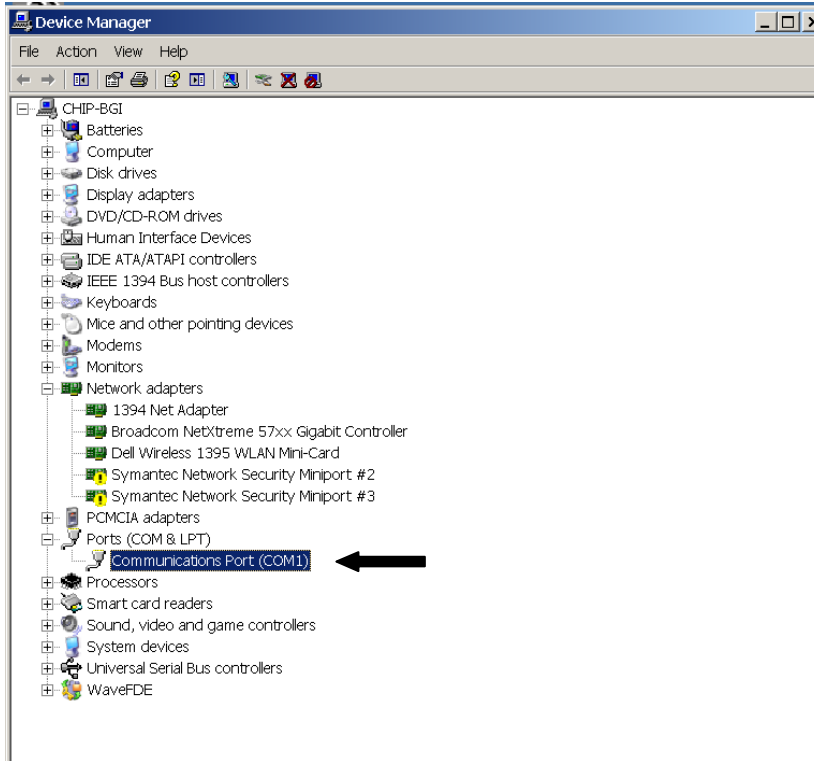 Device Manager
File Action View Help
CHIP-BGI
Batteries
Computer
Disk drives
Display adapters
DVD/CD-ROM drives
Human Interface Devices
IDE ATA/ATAPI controllers
IEEE 1394 Bus host controllers
Keyboards
Mice and other pointing devices
Modems
Monitors
Network adapters
1394 Net Adapter
Broadcom NetXtreme 57xx Gigabit Controller
Dell Wireless 1395 WLAN Mini-Card
Symantec Network Security Miniport #2
Symantec Network Security Miniport #3
PCMCIA adapters
Ports (COM & LPT)
Communications Port (COM1)
Processors
Smart card readers
Sound, video and game controllers
System devices
Universal Serial Bus controllers
WaveFDE